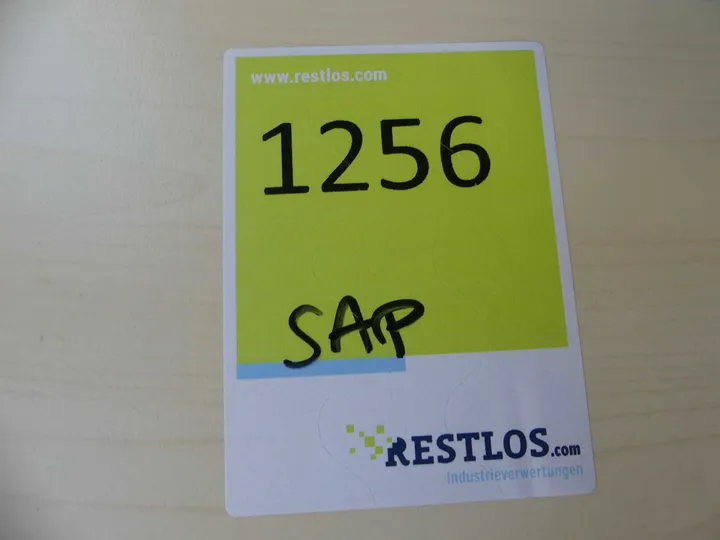 www.restlos.com
1256
SAP
RESTLOS.com
Industrieverwertungen